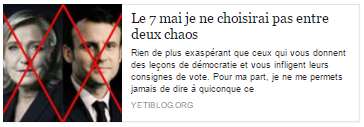 Le 7 mai je ne choisirai pas entre
deux chaos
Rien de plus exaspérant que ceux qui vous donnent
des leçons de démocratie et vous infligent leurs
consignes de vote. Pour ma part, je ne me permets
jamais de dire à quiconque ce
YETIBLOG.ORG